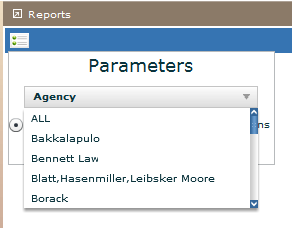 Reports
Parameters
Agency
ALL
Bakkalapulo
Bennett Law
Blatt,Hasenmiller,Leibsker Moore
Borack